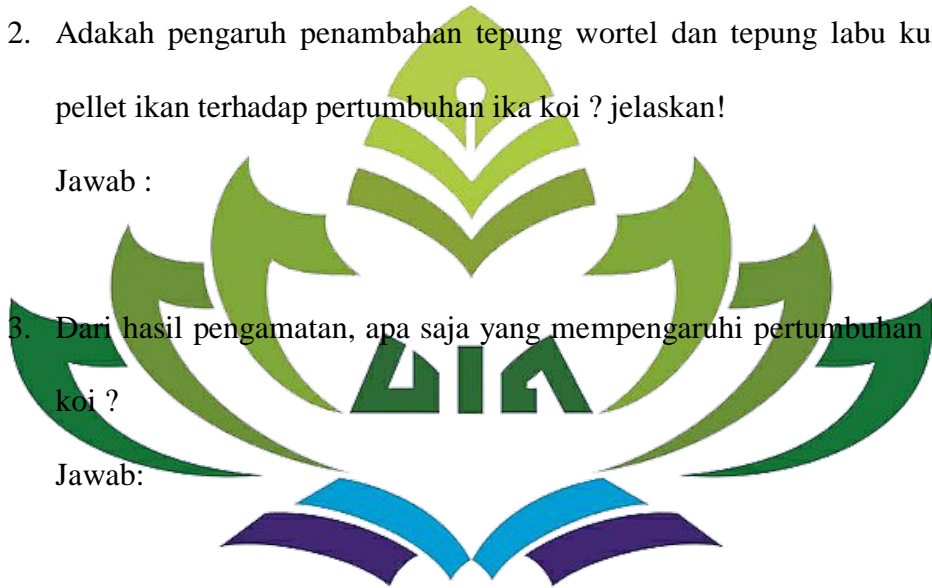 2. Adakah pengaruh penambahan tepung wortel dan tepung labu ku
pellet ikan terhadap pertumbuhan ika koi ? jelaskan!
Jawab :
3. Dari hasil pengamatan, apa saja yang mempengaruhi pertumbuhan
koi ?
UIN
Jawab: